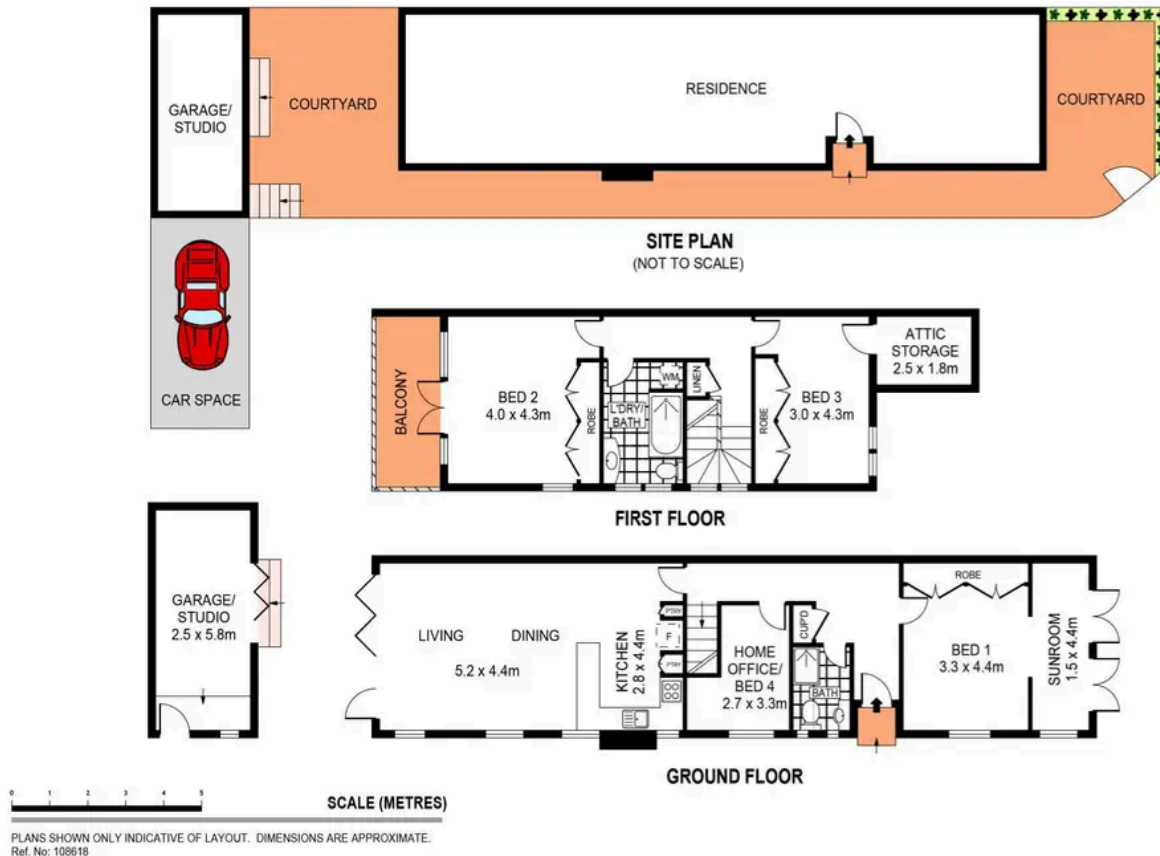 GARAGE/
STUDIO
COURTYARD
RESIDENCE
COURTYARD
SITE PLAN
(NOT TO SCALE)
CAR SPACE
BALCONY
BED 2
4.0 x 4.3m
ROBE
L'DRY/
BATH
WM
LINEN
ROBE
BED 3
3.0 x 4.3m
ATTIC
STORAGE
2.5 x 1.8m
FIRST FLOOR
GARAGE/
STUDIO
2.5 x 5.8m
LIVING
DINING
5.2 x 4.4m
KITCHEN
2.8 x 4.4m
PTRY
F
PTRY
HOME
OFFICE/
BED 4
2.7 x 3.3m
CUP'D
BATH
ROBE
BED 1
3.3 x 4.4m
SUNROOM
1.5 x 4.4m
GROUND FLOOR
0 1 2 3 4 5
SCALE (METRES)
PLANS SHOWN ONLY INDICATIVE OF LAYOUT. DIMENSIONS ARE APPROXIMATE.
Ref. No: 108618